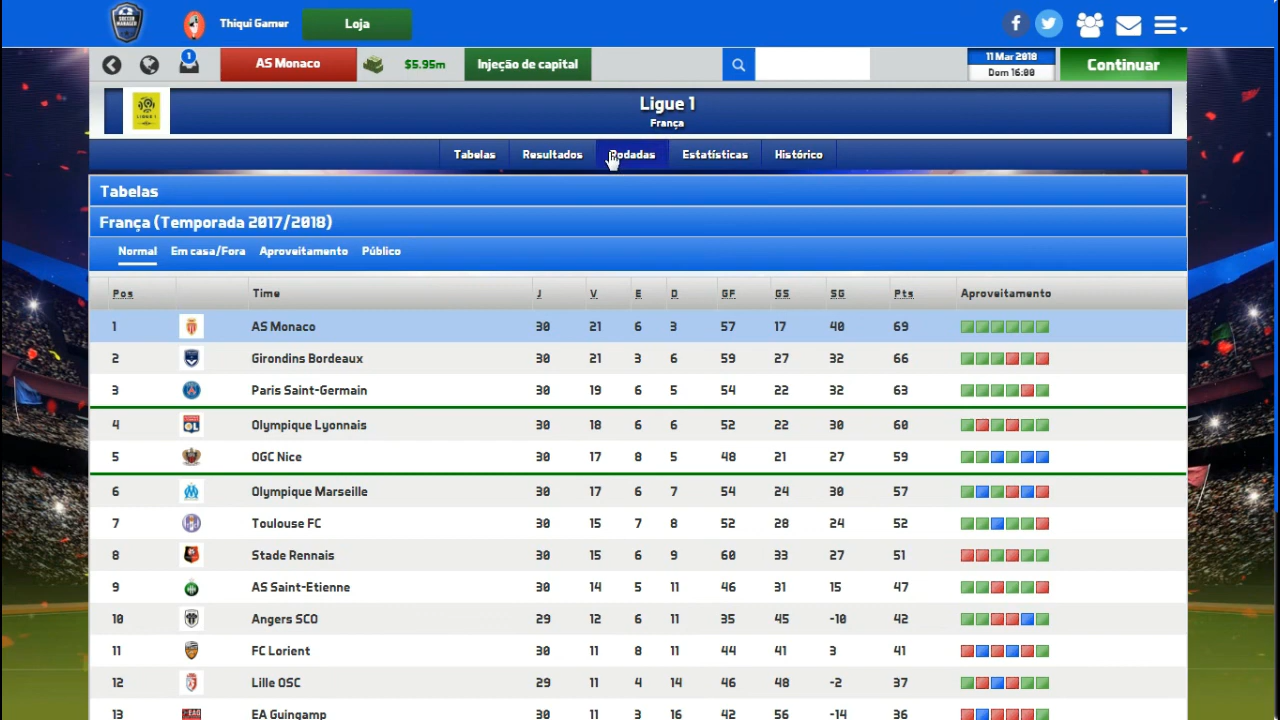 Thiqui Gamer Loja
1 AS Monaco $5.95m Injeção de capital 11 Mar 2018 Dom 16:00 Continuar
Ligue 1
França
Tabelas Resultados Rodadas Estatísticas Histórico
Tabelas
França (Temporada 2017/2018)
Normal Em casa/Fora Aproveitamento Público
Pos Time J V E D GF GS SG Pts Aproveitamento
1 AS Monaco 30 21 6 3 57 17 40 69
2 Girondins Bordeaux 30 21 3 6 59 27 32 66
3 Paris Saint-Germain 30 19 6 5 54 22 32 63
4 Olympique Lyonnais 30 18 6 6 52 22 30 60
5 OGC Nice 30 17 8 5 48 21 27 59
6 Olympique Marseille 30 17 6 7 54 24 30 57
7 Toulouse FC 30 15 7 8 52 28 24 52
8 Stade Rennais 30 15 6 9 60 33 27 51
9 AS Saint-Etienne 30 14 5 11 46 31 15 47
10 Angers SCO 29 12 6 11 35 45 -10 42
11 FC Lorient 30 11 8 11 44 41 3 41
12 Lille OSC 29 11 4 14 46 48 -2 37
13 EA Guingamp 30 11 3 16 42 56 -14 36